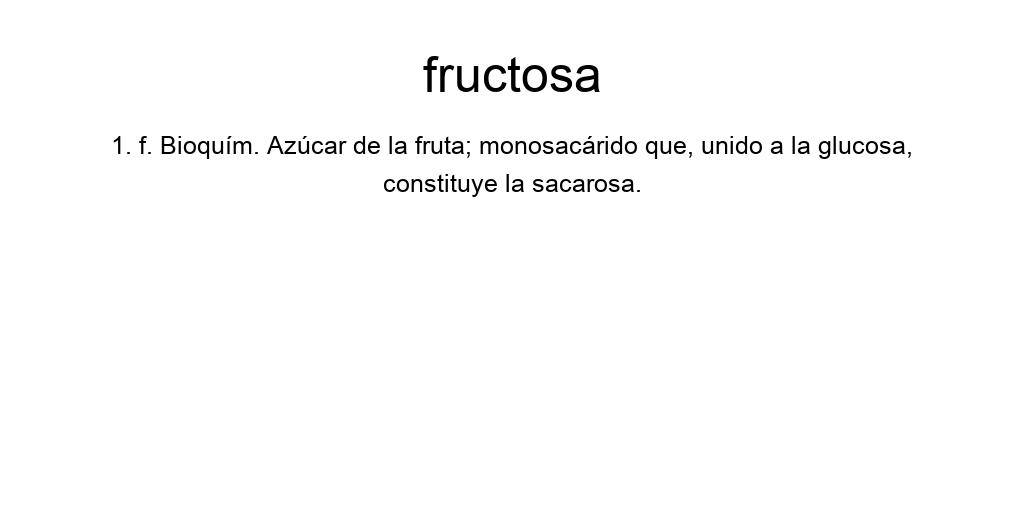 fructosa
1. f. Bioquím. Azúcar de la fruta; monosacárido que, unido a la glucosa,
constituye la sacarosa.